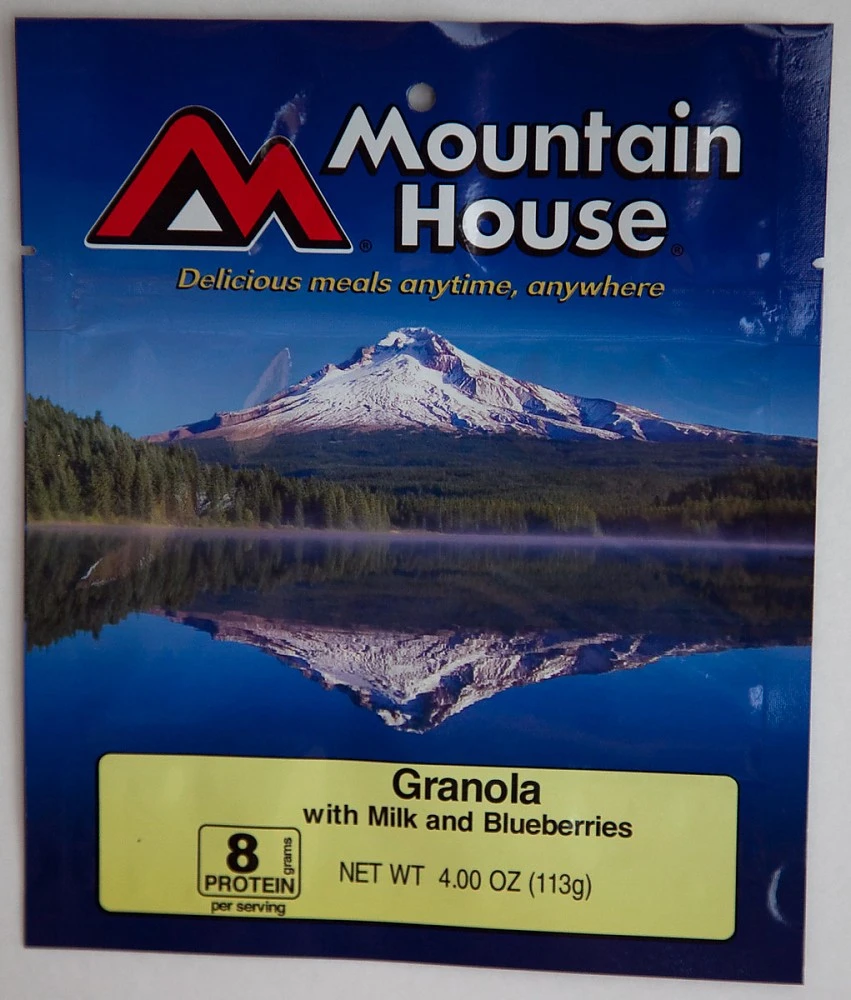 Mountain
House®
®
Delicious meals anytime, anywhere
Granola
with Milk and Blueberries
8 grams
PROTEIN
per serving
NET WT 4.00 OZ (113g)